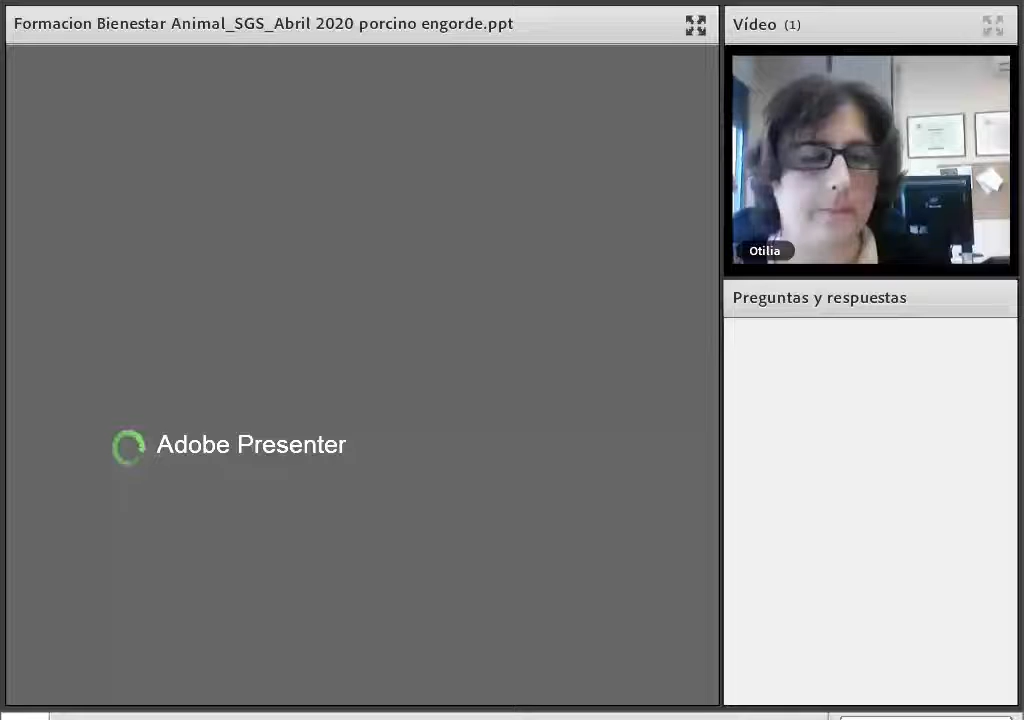 Formacion Bienestar Animal_SGS_Abril 2020 porcino engorde.ppt
Vídeo (1)
Otilia
Preguntas y respuestas
Adobe Presenter